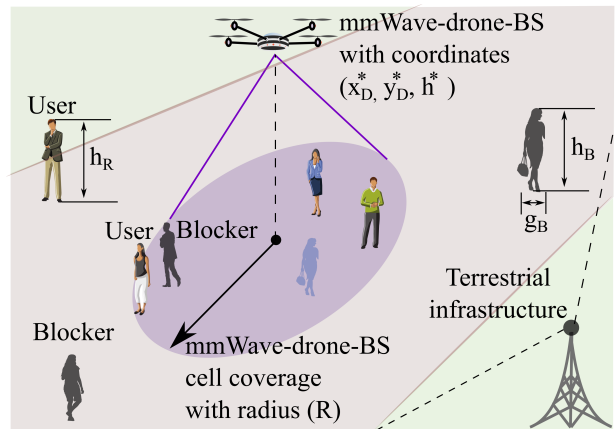 mmWave-drone-BS
with coordinates
(x*D, y*D, h*)
User
hR
hB
gB
User
Blocker
Terrestrial
infrastructure
Blocker
mmWave-drone-BS
cell coverage
with radius (R)